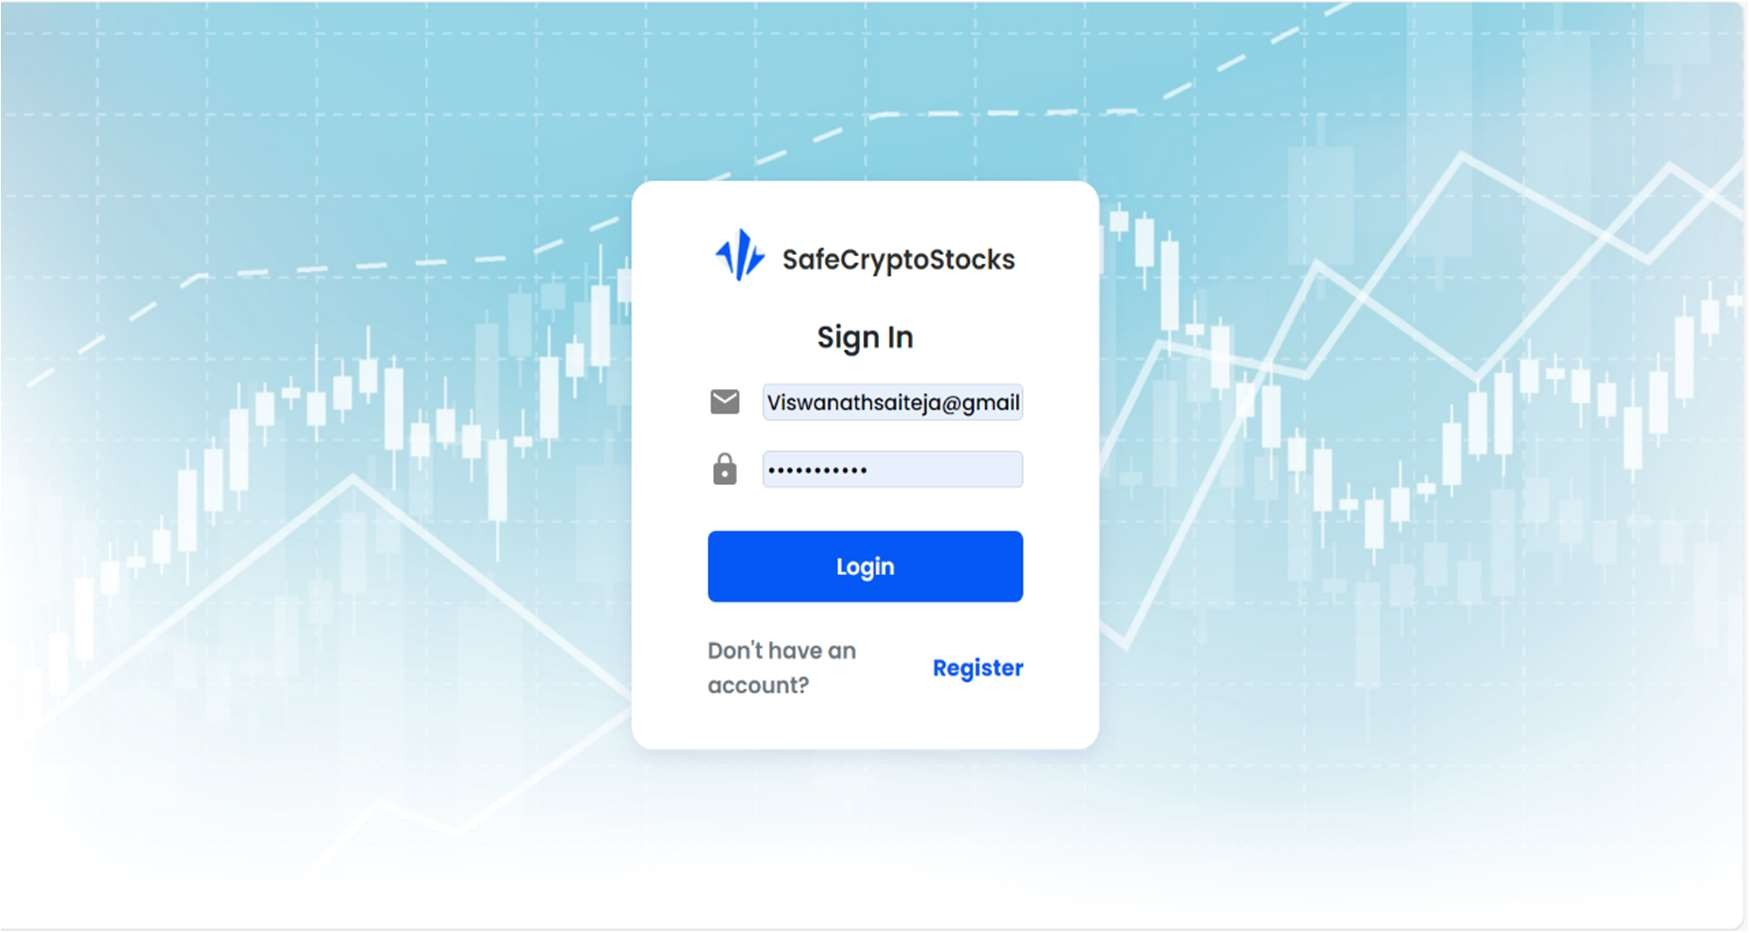 SafeCryptoStocks
Sign In
Viswanathsaiteja@gmail
•••••••••••
Login
Don't have an
account?
Register